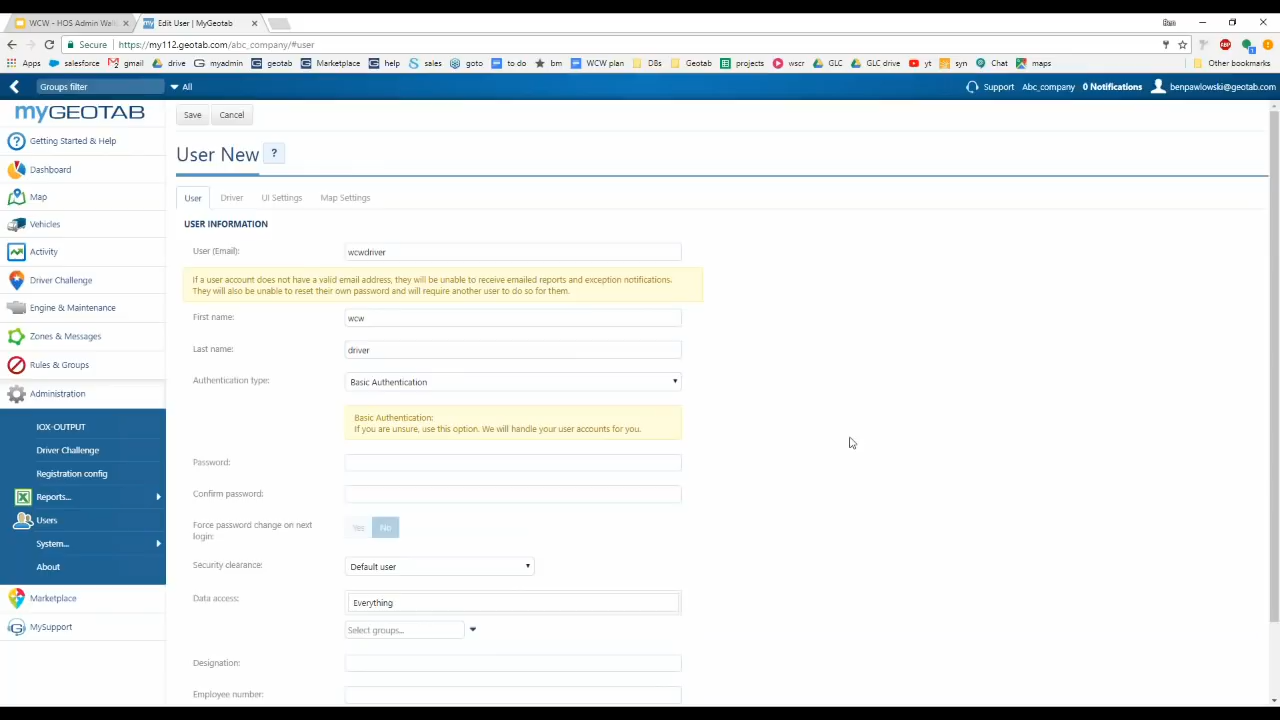 WCW - HOS Admin Wal
Edit User | MyGeotab
Ben
Secure
https://my112.geotab.com/abc_company/#user
Apps
salesforce
gmail
drive
myadmin
geotab
Marketplace
help
sales
goto
to do
bm
WCW plan
DBs
Geotab
projects
wscr
GLC
GLC drive
yt
syn
Chat
maps
Other bookmarks
Groups filter
All
Support
Abc_company
0 Notifications
benpawlowski@geotab.com
myGEOTAB
Getting Started & Help
Dashboard
Map
Vehicles
Activity
Driver Challenge
Engine & Maintenance
Zones & Messages
Rules & Groups
Administration
IOX-OUTPUT
Driver Challenge
Registration config
Reports...
Users
System...
About
Marketplace
MySupport
Save
Cancel
User New
?
User
Driver
UI Settings
Map Settings
USER INFORMATION
User (Email):
wcwdriver
If a user account does not have a valid email address, they will be unable to receive emailed reports and exception notifications.
They will also be unable to reset their own password and will require another user to do so for them.
First name:
wcw
Last name:
driver
Authentication type:
Basic Authentication
Basic Authentication:
If you are unsure, use this option. We will handle your user accounts for you.
Password:
Confirm password:
Force password change on next
login:
Yes
No
Security clearance:
Default user
Data access:
Everything
Select groups...
Designation:
Employee number: